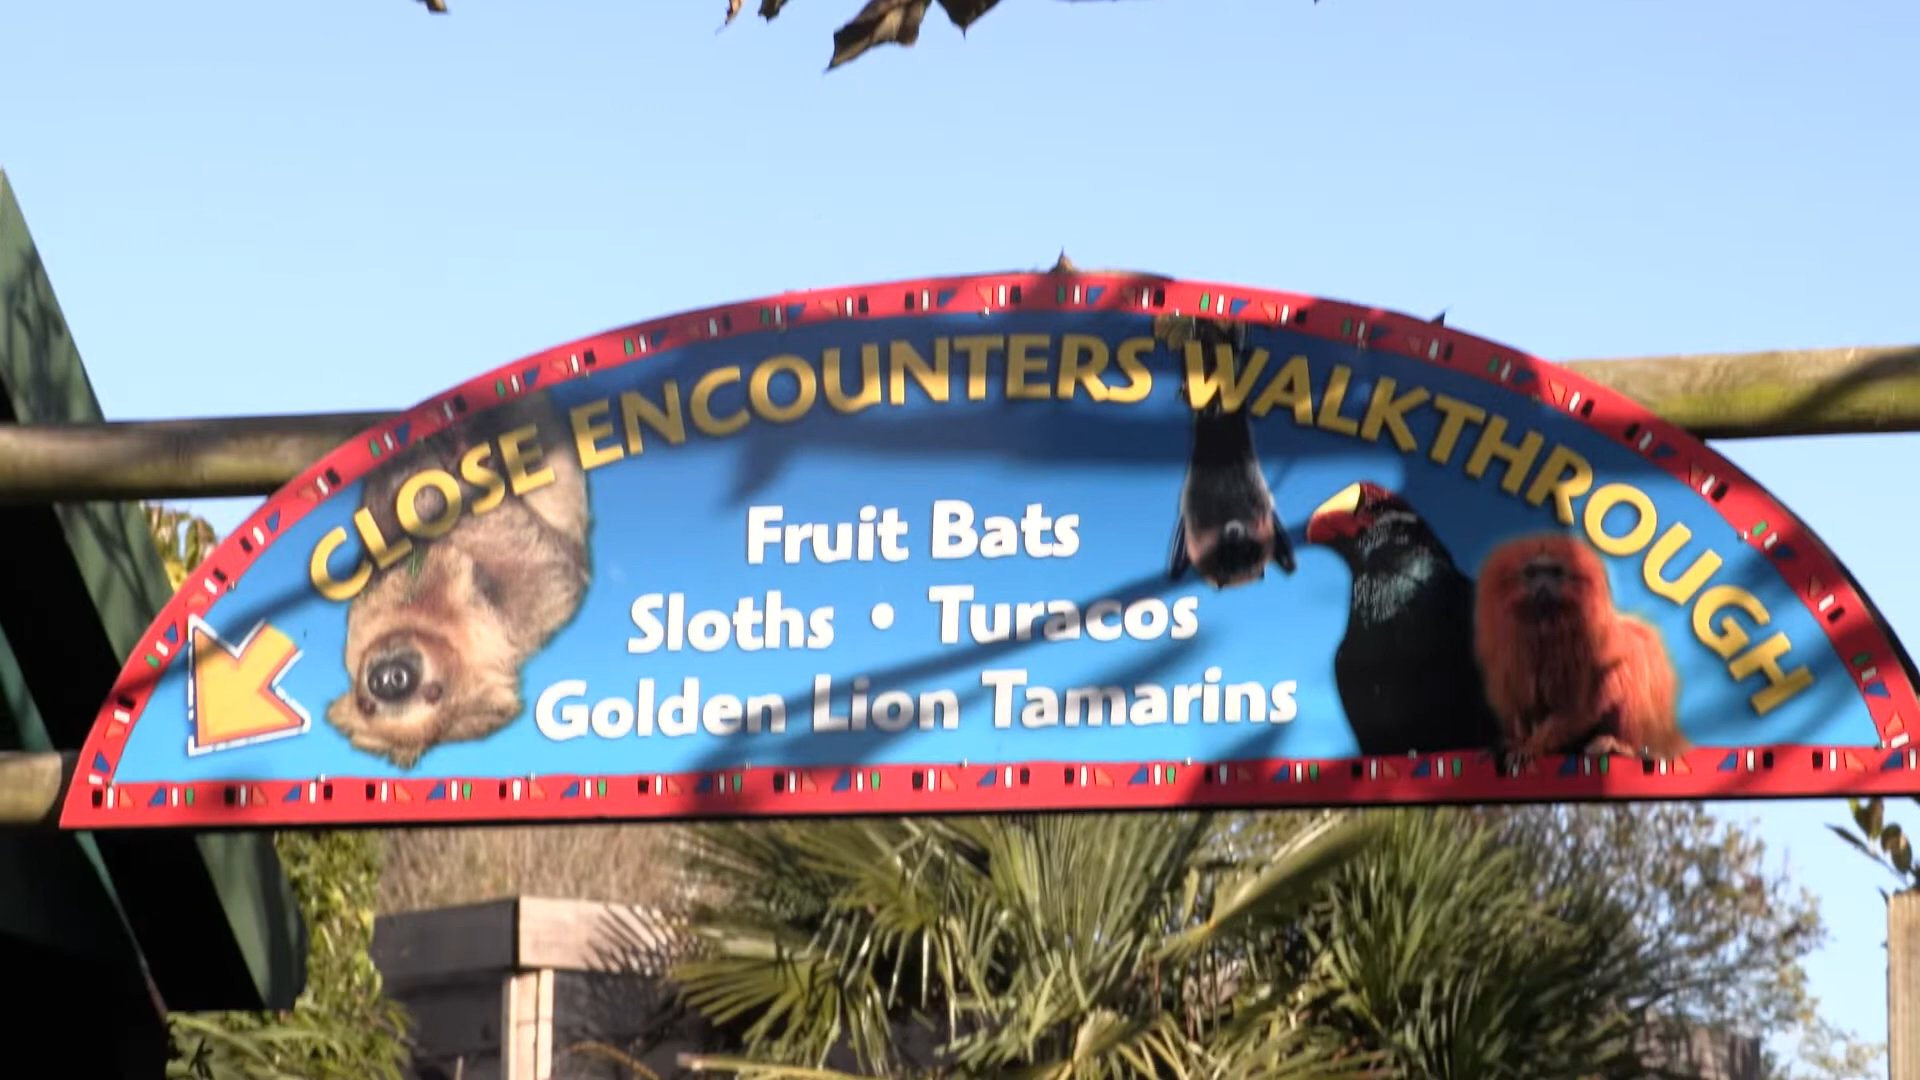 CLOSE ENCOUNTERS WALKTHROUGH
Fruit Bats
Sloths • Turacos
Golden Lion Tamarins